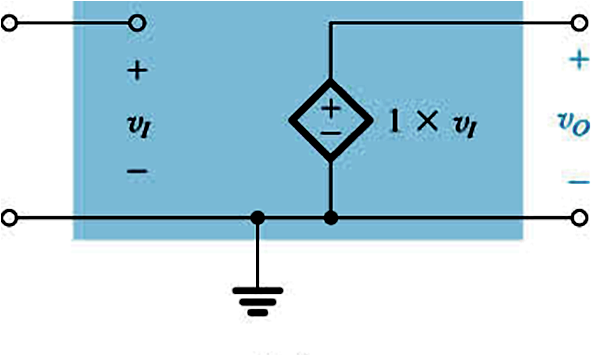 + + +
v_I 1 × v_I v_O
− − −